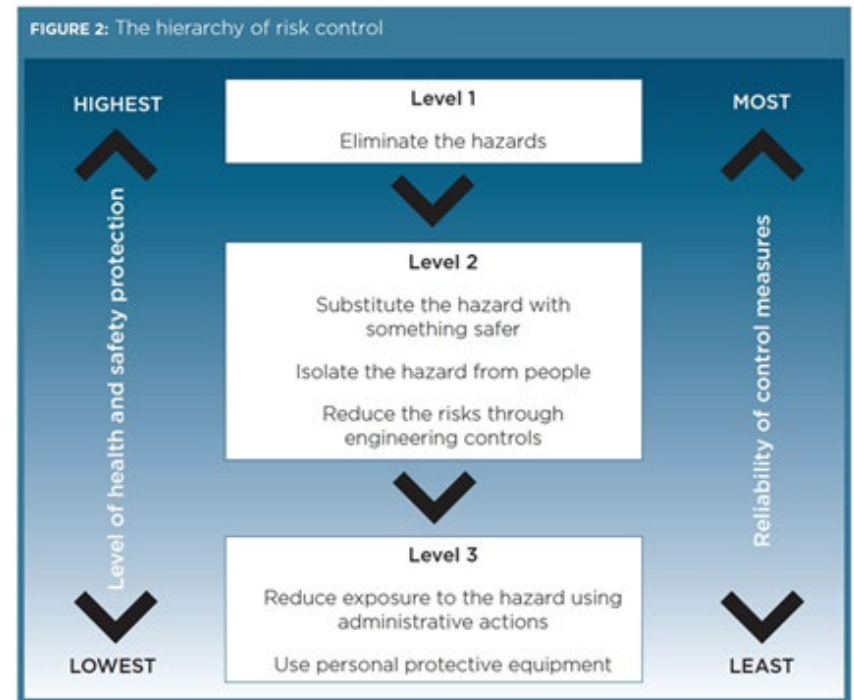 FIGURE 2: The hierarchy of risk control
HIGHEST
Level of health and safety protection
LOWEST
Level 1
Eliminate the hazards
Level 2
Substitute the hazard with
something safer
Isolate the hazard from people
Reduce the risks through
engineering controls
Level 3
Reduce exposure to the hazard using
administrative actions
Use personal protective equipment
MOST
Reliability of control measures
LEAST